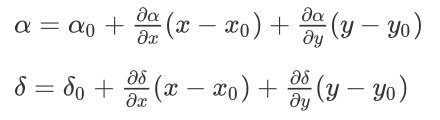 α = α₀ + ∂α/∂x (x − x₀) + ∂α/∂y (y − y₀)
δ = δ₀ + ∂δ/∂x (x − x₀) + ∂δ/∂y (y − y₀)